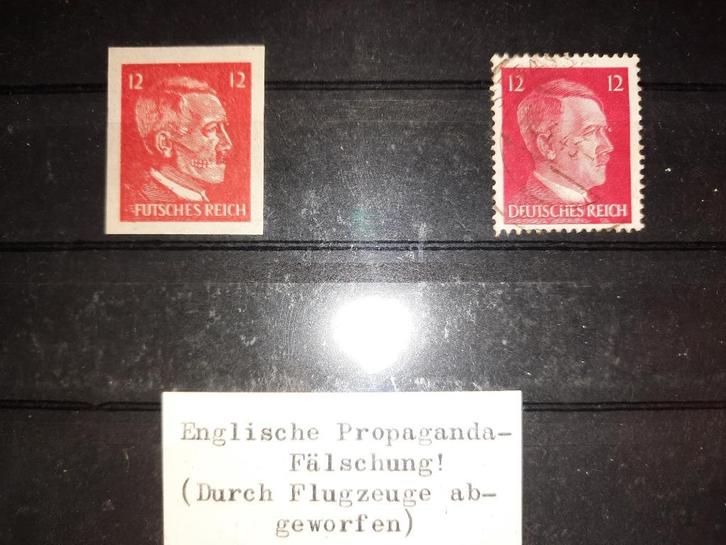 12 12
FUTSCHES REICH
12 12
DEUTSCHES REICH
Englische Propaganda-
Fälschung!
(Durch Flugzeuge ab-
geworfen)